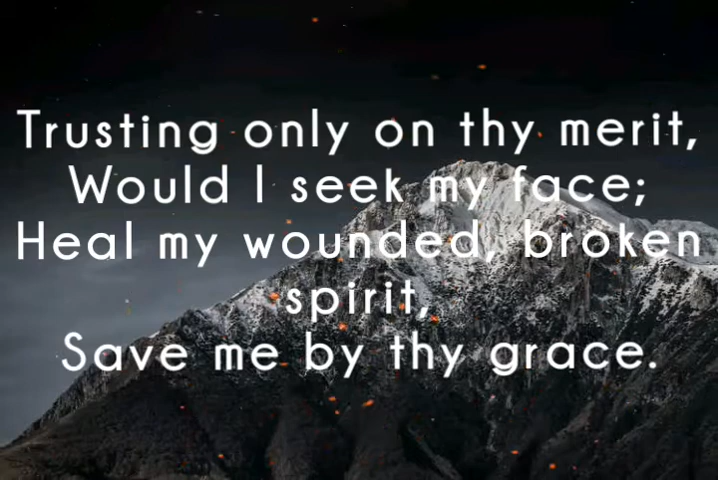 Trusting only on thy merit,
Would I seek my face;
Heal my wounded, broken
spirit,
Save me by thy grace.